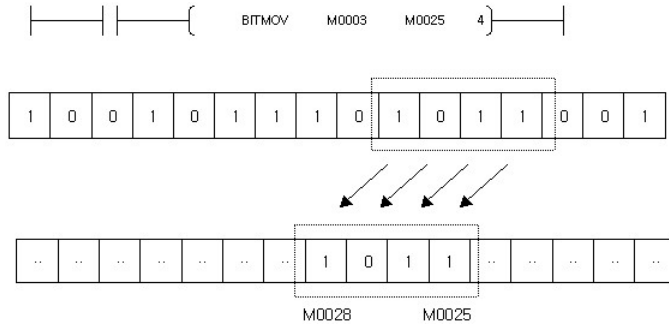 BITMOV M0003 M0025 4
1 0 0 1 0 1 1 1 0 1 0 1 1 0 0 1
.. .. .. .. .. .. .. 1 0 1 1 .. .. .. .. ..
M0028 M0025